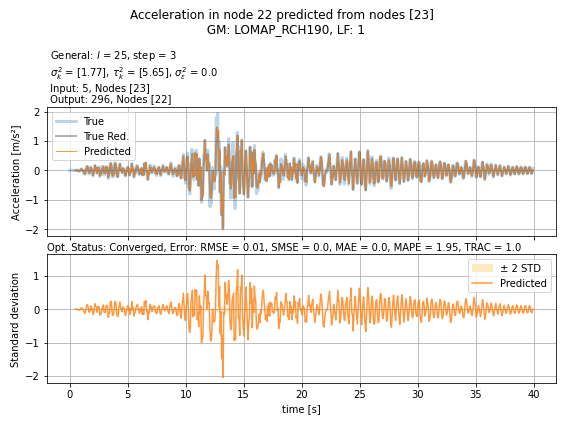 Acceleration in node 22 predicted from nodes [23]
GM: LOMAP_RCH190, LF: 1
General: l = 25, step = 3
σ²ₖ = [1.77], τ²ₖ = [5.65], σ²ε = 0.0
Input: 5, Nodes [23]
Output: 296, Nodes [22]
Acceleration [m/s²]
2
1
0
−1
−2
True
True Red.
Predicted
Opt. Status: Converged, Error: RMSE = 0.01, SMSE = 0.0, MAE = 0.0, MAPE = 1.95, TRAC = 1.0
Standard deviation
1
0
−1
−2
± 2 STD
Predicted
0 5 10 15 20 25 30 35 40
time [s]